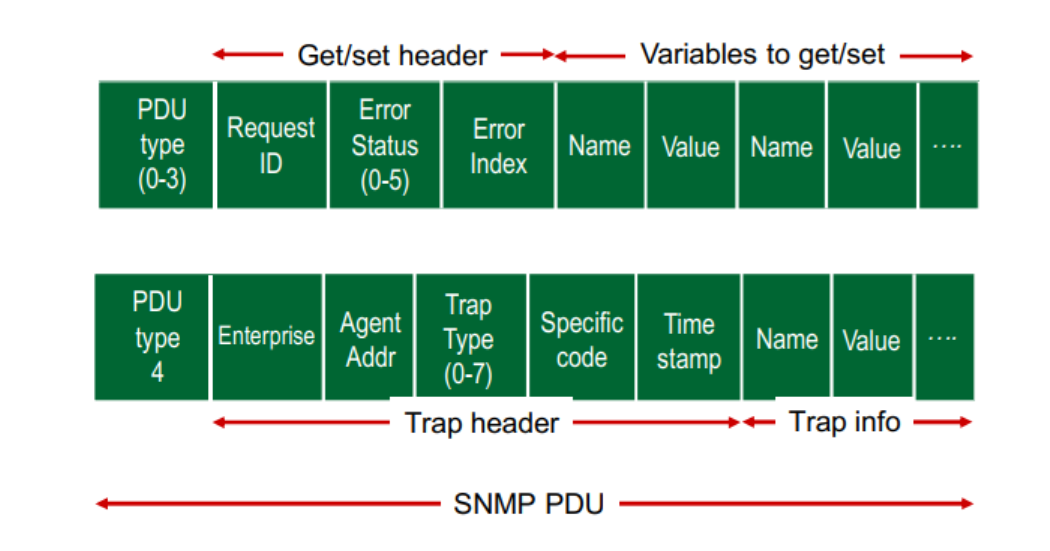 Get/set header
Variables to get/set
PDU
type
(0-3)
Request
ID
Error
Status
(0-5)
Error
Index
Name
Value
Name
Value
....
PDU
type
4
Enterprise
Agent
Addr
Trap
Type
(0-7)
Specific
code
Time
stamp
Name
Value
....
Trap header
Trap info
SNMP PDU